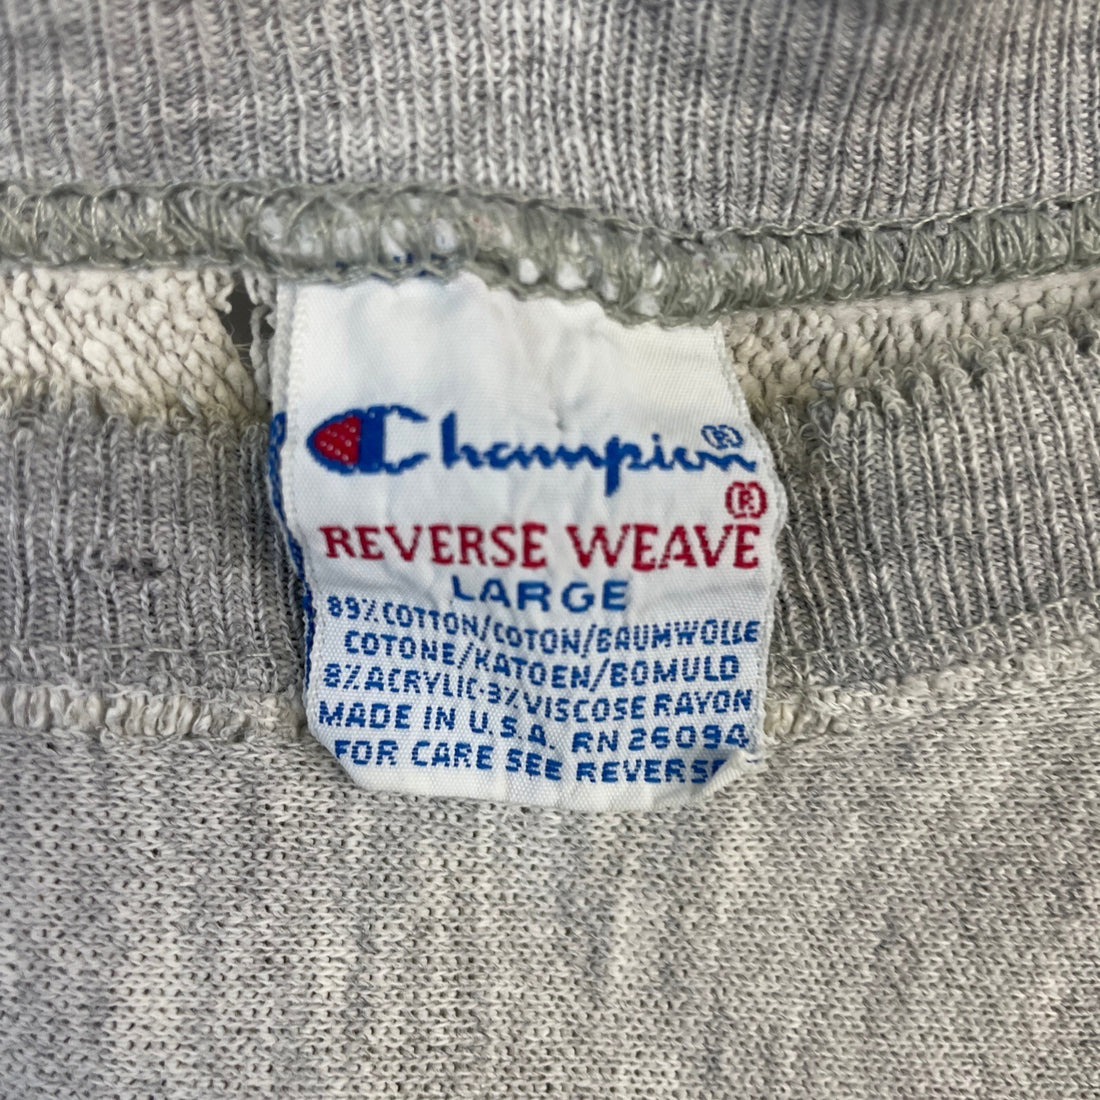 Champion®
REVERSE WEAVE®
LARGE
89% COTTON/COTON/BAUMWOLLE
COTONE/KATOEN/BOMULD
8% ACRYLIC-3% VISCOSE RAYON
MADE IN U.S.A. RN 26094
FOR CARE SEE REVERSE